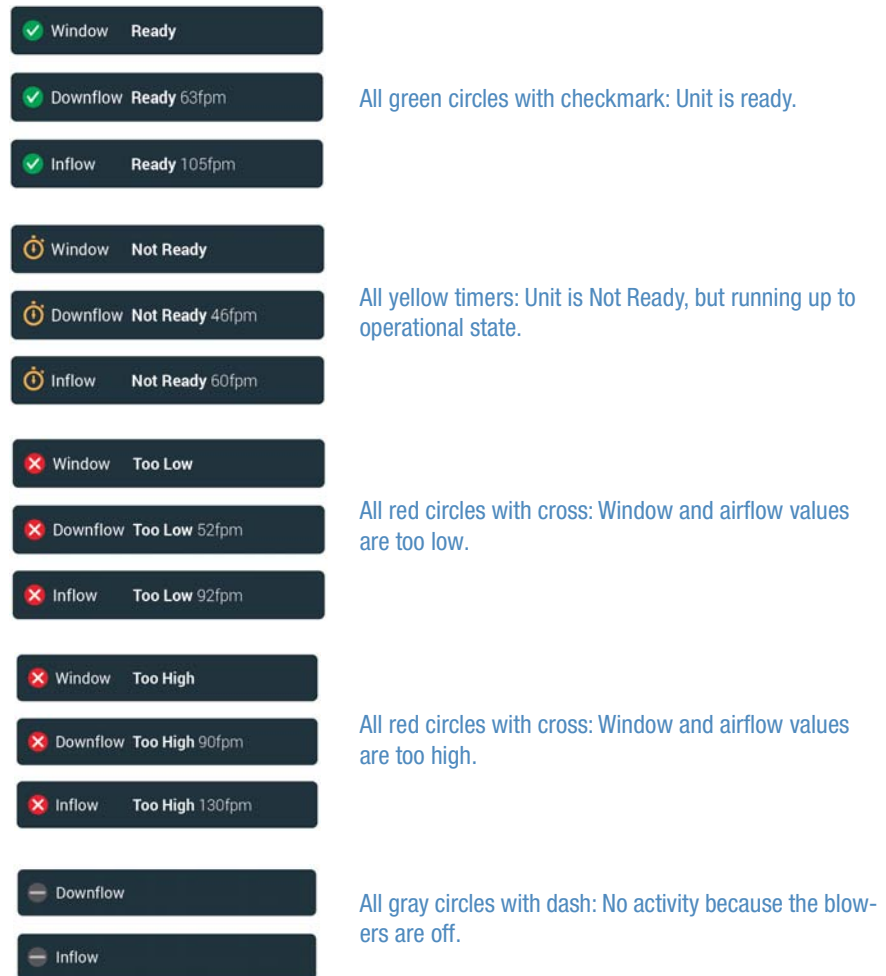 Window Ready
Downflow Ready 63fpm
All green circles with checkmark: Unit is ready.
Inflow Ready 105fpm
Window Not Ready
Downflow Not Ready 46fpm
All yellow timers: Unit is Not Ready, but running up to
operational state.
Inflow Not Ready 60fpm
Window Too Low
Downflow Too Low 52fpm
All red circles with cross: Window and airflow values
are too low.
Inflow Too Low 92fpm
Window Too High
Downflow Too High 90fpm
All red circles with cross: Window and airflow values
are too high.
Inflow Too High 130fpm
Downflow
All gray circles with dash: No activity because the blow-
ers are off.
Inflow